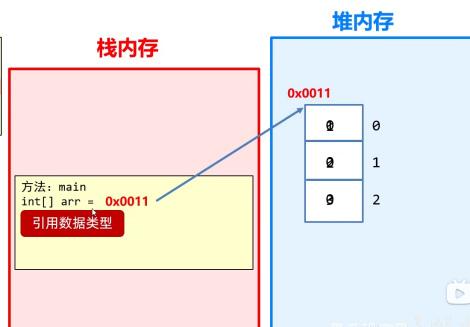 栈内存
堆内存
0x0011
0
1
2
方法: main
int[] arr = 0x0011
引用数据类型